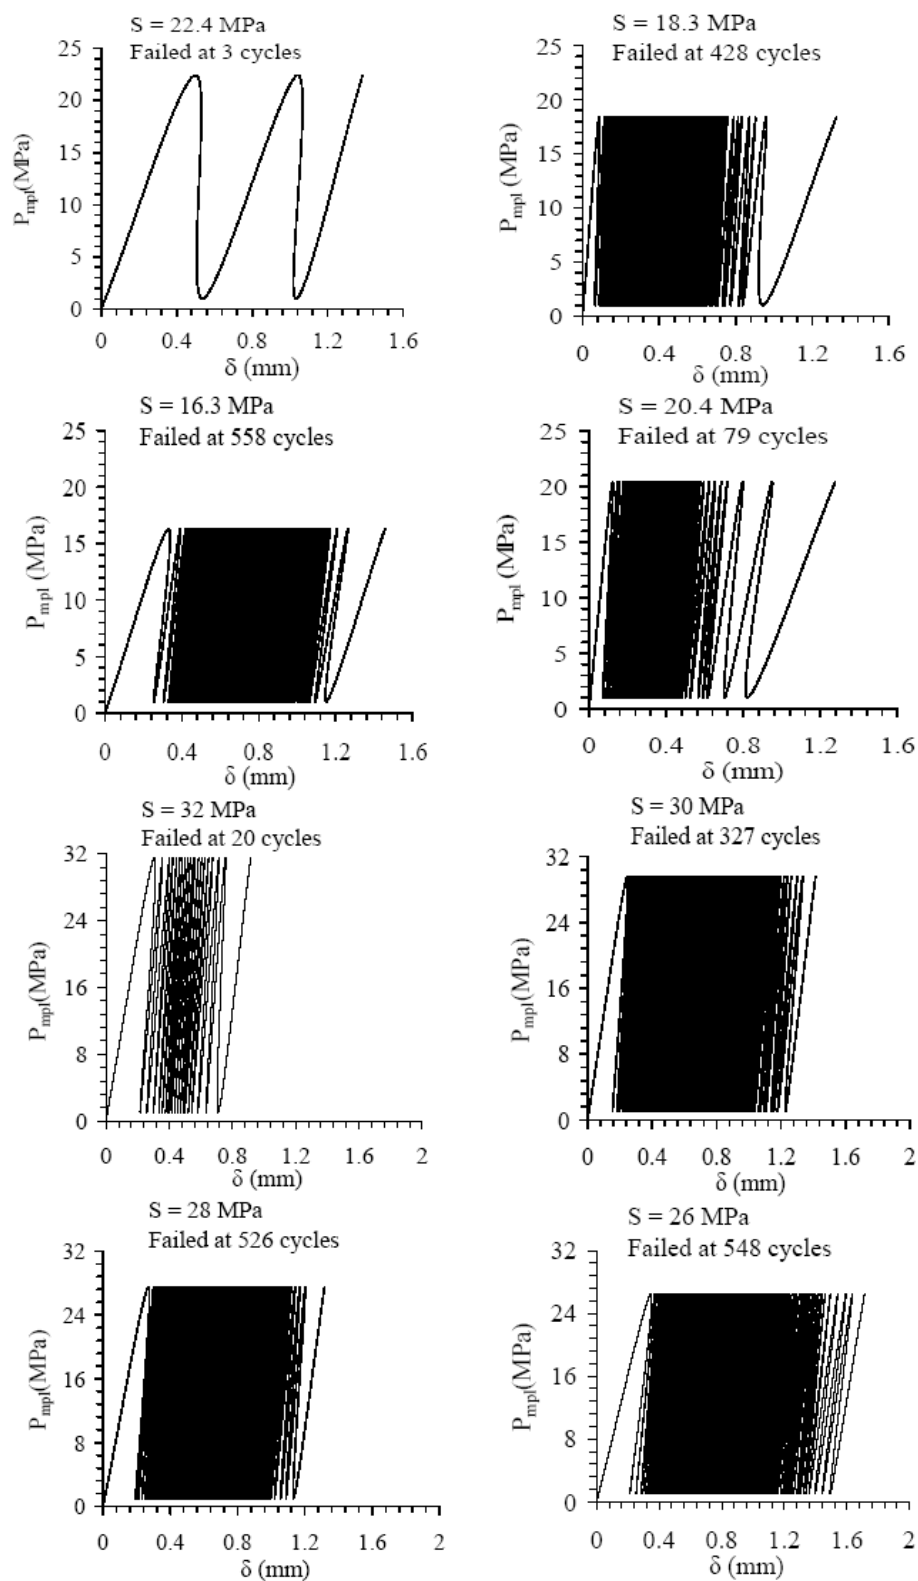 S = 22.4 MPa
Failed at 3 cycles
25
20
15
10
5
0
P_mpl(MPa)
0 0.4 0.8 1.2 1.6
δ (mm)
S = 18.3 MPa
Failed at 428 cycles
25
20
15
10
5
0
P_mpl (MPa)
0 0.4 0.8 1.2 1.6
δ (mm)
S = 16.3 MPa
Failed at 558 cycles
25
20
15
10
5
0
P_mpl (MPa)
0 0.4 0.8 1.2 1.6
δ (mm)
S = 20.4 MPa
Failed at 79 cycles
25
20
15
10
5
0
P_mpl (MPa)
0 0.4 0.8 1.2 1.6
δ (mm)
S = 32 MPa
Failed at 20 cycles
32
24
16
8
0
P_mpl(MPa)
0 0.4 0.8 1.2 1.6 2
δ (mm)
S = 30 MPa
Failed at 327 cycles
32
24
16
8
0
P_mpl(MPa)
0 0.4 0.8 1.2 1.6 2
δ (mm)
S = 28 MPa
Failed at 526 cycles
32
24
16
8
0
P_mpl(MPa)
0 0.4 0.8 1.2 1.6 2
δ (mm)
S = 26 MPa
Failed at 548 cycles
32
24
16
8
0
P_mpl(MPa)
0 0.4 0.8 1.2 1.6 2
δ (mm)